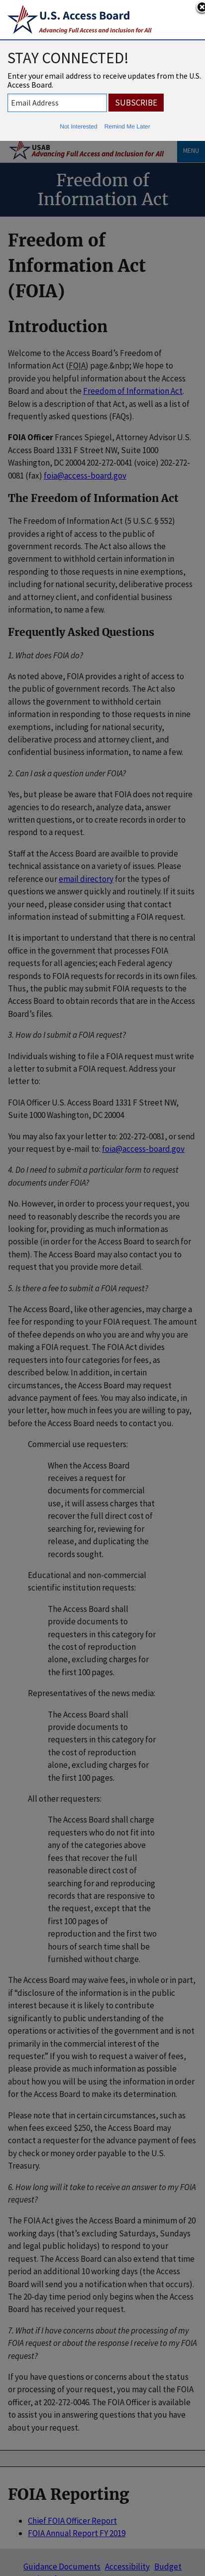 U.S. Access Board
Advancing Full Access and Inclusion for All
STAY CONNECTED!
Enter your email address to receive updates from the U.S.
Access Board.
Email Address
SUBSCRIBE
Not Interested Remind Me Later
USAB
Advancing Full Access and Inclusion for All
MENU
Freedom of
Information Act
Freedom of
Information Act
(FOIA)
Introduction
Welcome to the Access Board’s Freedom of
Information Act (FOIA) page.&nbp; We hope to
provide you helpful information about the Access
Board and about the Freedom of Information Act.
Below is a description of that Act, as well as a list of
frequently asked questions (FAQs).
FOIA Officer Frances Spiegel, Attorney Advisor U.S.
Access Board 1331 F Street NW, Suite 1000
Washington, DC 20004 202-272-0041 (voice) 202-272-
0081 (fax) foia@access-board.gov
The Freedom of Information Act
The Freedom of Information Act (5 U.S.C. § 552)
provides a right of access to the public of
government records. The Act also allows the
government to withhold certain information in
responding to those requests in nine exemptions,
including for national security, deliberative process
and attorney client, and confidential business
information, to name a few.
Frequently Asked Questions
1. What does FOIA do?
As noted above, FOIA provides a right of access to
the public of government records. The Act also
allows the government to withhold certain
information in responding to those requests in nine
exemptions, including for national security,
deliberative process and attorney client, and
confidential business information, to name a few.
2. Can I ask a question under FOIA?
Yes, but please be aware that FOIA does not require
agencies to do research, analyze data, answer
written questions, or to create records in order to
respond to a request.
Staff at the Access Board are availble to provide
technical assistance on a variety of issues. Please
reference our email directory for the types of
questions we answer quickly and routinely. If it suits
your need, please consider using that contact
information instead of submitting a FOIA request.
It is important to understand that there is no central
office in the government that processes FOIA
requests for all agencies; each Federal agency
responds to FOIA requests for records in its own files.
Thus, the public may submit FOIA requests to the
Access Board to obtain records that are in the Access
Board’s files.
3. How do I submit a FOIA request?
Individuals wishing to file a FOIA request must write
a letter to submit a FOIA request. Address your
letter to:
FOIA Officer U.S. Access Board 1331 F Street NW,
Suite 1000 Washington, DC 20004
You may also fax your letter to: 202-272-0081, or send
your request by e-mail to: foia@access-board.gov
4. Do I need to submit a particular form to request
documents under FOIA?
No. However, in order to process your request, you
need to reasonably describe the records you are
looking for, providing as much information as
possible (in order for the Access Board to search for
them). The Access Board may also contact you to
request that you provide more detail.
5. Is there a fee to submit a FOIA request?
The Access Board, like other agencies, may charge a
fee for responding to your FOIA request. The amount
of thefee depends on who you are and why you are
making a FOIA request. The FOIA Act divides
requesters into four categories for fees, as
described below. In addition, in certain
circumstances, the Access Board may request
advance payment of fees. You may also indicate, in
your letter, how much in fees you are willing to pay,
before the Access Board needs to contact you.
Commercial use requesters:
When the Access Board
receives a request for
documents for commercial
use, it will assess charges that
recover the full direct cost of
searching for, reviewing for
release, and duplicating the
records sought.
Educational and non-commercial
scientific institution requests:
The Access Board shall
provide documents to
requesters in this category for
the cost of reproduction
alone, excluding charges for
the first 100 pages.
Representatives of the news media:
The Access Board shall
provide documents to
requesters in this category for
the cost of reproduction
alone, excluding charges for
the first 100 pages.
All other requesters:
The Access Board shall charge
requesters who do not fit into
any of the categories above
fees that recover the full
reasonable direct cost of
searching for and reproducing
records that are responsive to
the request, except that the
first 100 pages of
reproduction and the first two
hours of search time shall be
furnished without charge.
The Access Board may waive fees, in whole or in part,
if “disclosure of the information is in the public
interest because it is likely to contribute
significantly to public understanding of the
operations or activities of the government and is not
primarily in the commercial interest of the
requester.” If you wish for a waiver of fees, please
please provide as much information as possible
about how you will be using the information in order
for the Access Board to make its determination.
Please note that in certain circumstances, such as
when fees exceed $250, the Access Board may
contact a requester for advance payment of fees
by check or money order payable to the U.S.
Treasury.
6. How long will it take to receive an answer to my FOIA
request?
The FOIA Act gives the Access Board a minimum of 20
working days (that’s excluding Saturdays, Sundays
and legal public holidays) to respond to your
request. The Access Board can also extend that time
period an additional 10 working days (the Access
Board will send you a notification when that occurs).
The 20-day time period only begins when the Access
Board has received your request.
7. What if I have concerns about the processing of my
FOIA request or about the response I receive to my FOIA
request?
If you have questions or concerns about the status
or processing of your request, you may call the FOIA
officer, at 202-272-0046. The FOIA Officer is available
to assist you in answering questions that you have
about your request.
FOIA Reporting
Chief FOIA Officer Report
FOIA Annual Report FY 2019
Guidance Documents Accessibility Budget